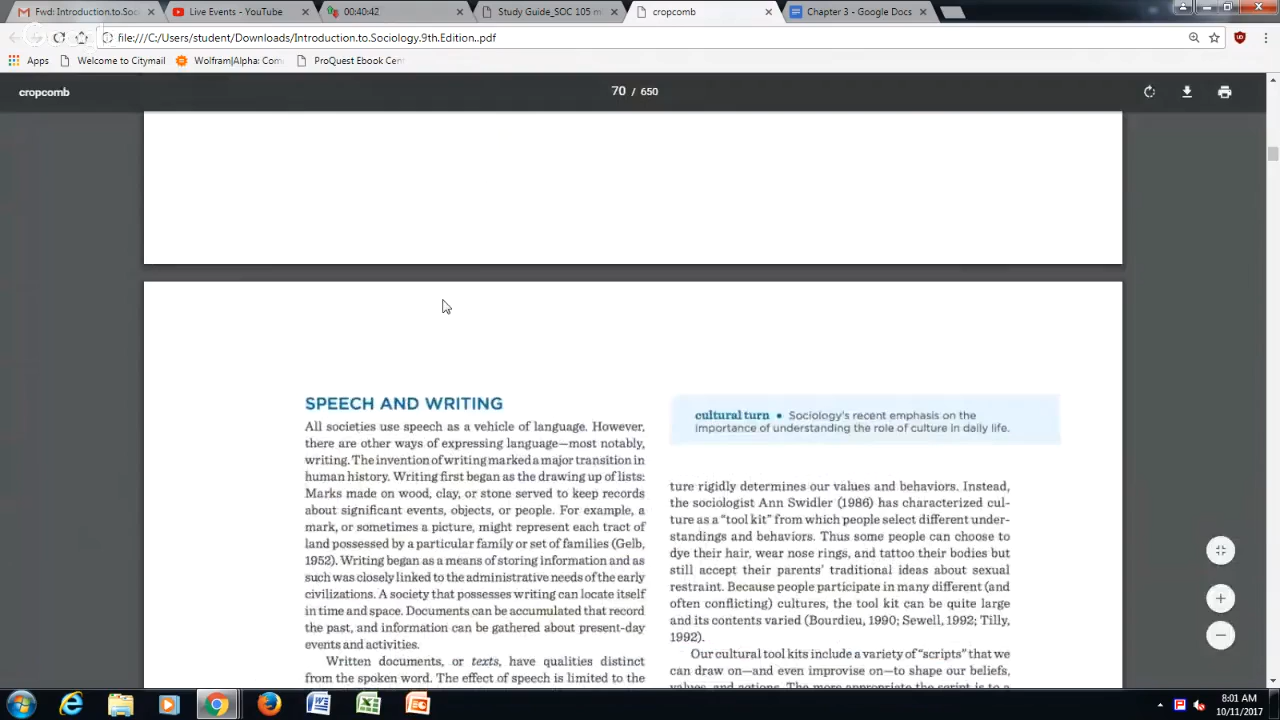 Fwd: Introduction.to.Soc
Live Events - YouTube
00:40:42
Study Guide_SOC 105 m
cropcomb
Chapter 3 - Google Docs
file:///C:/Users/student/Downloads/Introduction.to.Sociology.9th.Edition..pdf
Apps
Welcome to Citymail
Wolfram|Alpha: Com
ProQuest Ebook Cen
cropcomb
70 / 650
SPEECH AND WRITING
All societies use speech as a vehicle of language. However,
there are other ways of expressing language—most notably,
writing. The invention of writing marked a major transition in
human history. Writing first began as the drawing up of lists:
Marks made on wood, clay, or stone served to keep records
about significant events, objects, or people. For example, a
mark, or sometimes a picture, might represent each tract of
land possessed by a particular family or set of families (Gelb,
1952). Writing began as a means of storing information and as
such was closely linked to the administrative needs of the early
civilizations. A society that possesses writing can locate itself
in time and space. Documents can be accumulated that record
the past, and information can be gathered about present-day
events and activities.
Written documents, or texts, have qualities distinct
from the spoken word. The effect of speech is limited to the
cultural turn • Sociology's recent emphasis on the
importance of understanding the role of culture in daily life.
ture rigidly determines our values and behaviors. Instead,
the sociologist Ann Swidler (1986) has characterized cul-
ture as a “tool kit” from which people select different under-
standings and behaviors. Thus some people can choose to
dye their hair, wear nose rings, and tattoo their bodies but
still accept their parents' traditional ideas about sexual
restraint. Because people participate in many different (and
often conflicting) cultures, the tool kit can be quite large
and its contents varied (Bourdieu, 1990; Sewell, 1992; Tilly,
1992).
Our cultural tool kits include a variety of “scripts” that we
can draw on—and even improvise on—to shape our beliefs,
values, and actions. The more appropriate the script is to a
8:01 AM
10/11/2017